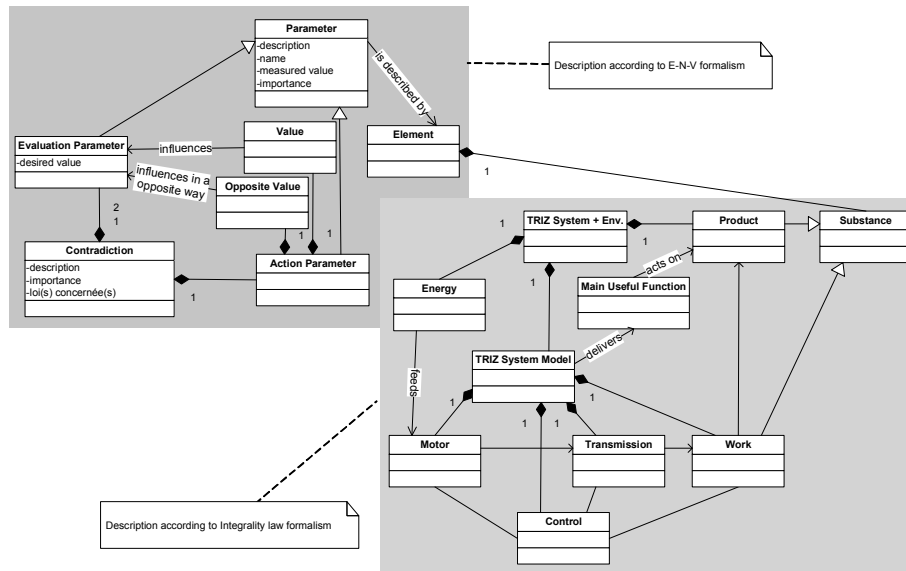 Parameter
-description
-name
-measured value
-importance
is described by
Description according to E-N-V formalism
Value
Element
Evaluation Parameter
-desired value
influences
influences in a
opposite way
Opposite Value
1
2
1
1
1
Contradiction
-description
-importance
-loi(s) concernée(s)
1
Action Parameter
TRIZ System + Env.
Product
Substance
1
1
acts on
Energy
1
Main Useful Function
delivers
TRIZ System Model
feeds
1
1
1
1
Motor
Transmission
Work
Description according to Integrality law formalism
Control